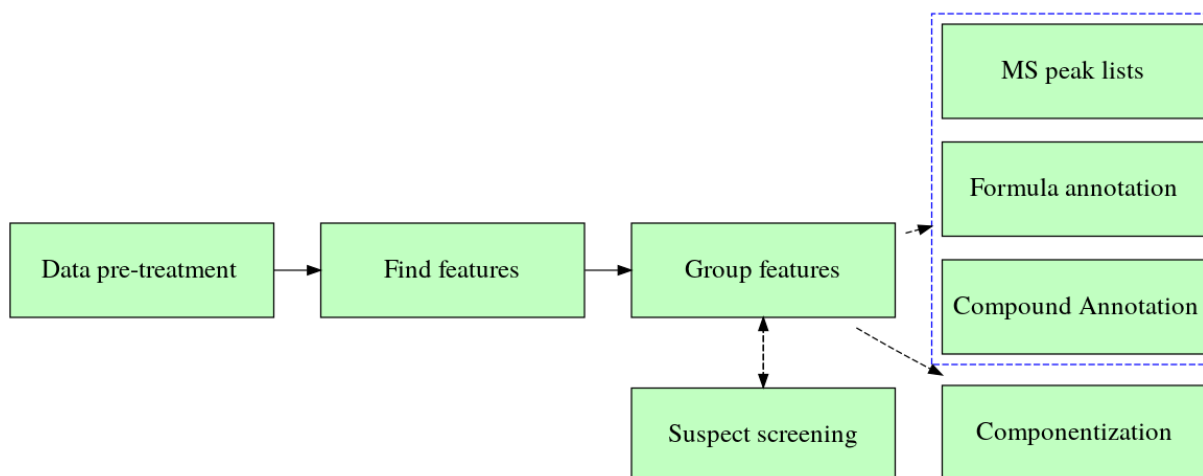 MS peak lists
Formula annotation
Data pre-treatment
Find features
Group features
Compound Annotation
Suspect screening
Componentization